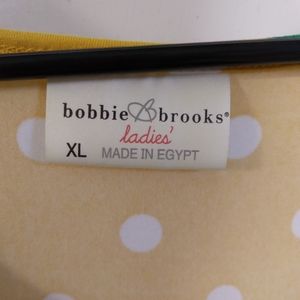 bobbie B brooks®
ladies'
XL MADE IN EGYPT